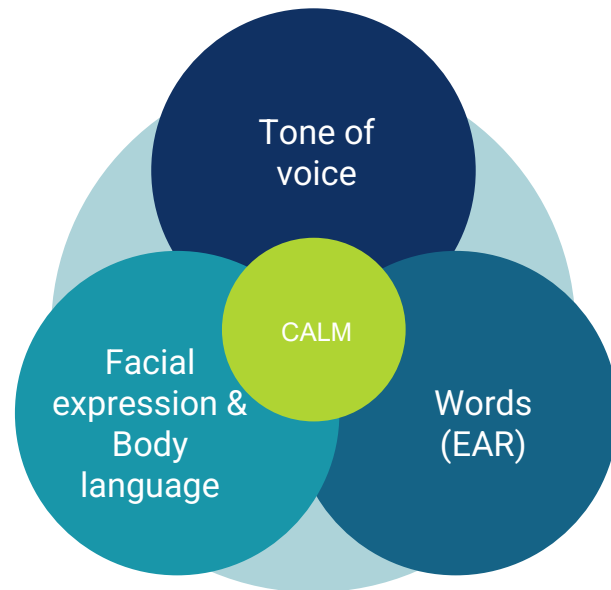 Tone of
voice
CALM
Facial
expression &
Body
language
Words
(EAR)